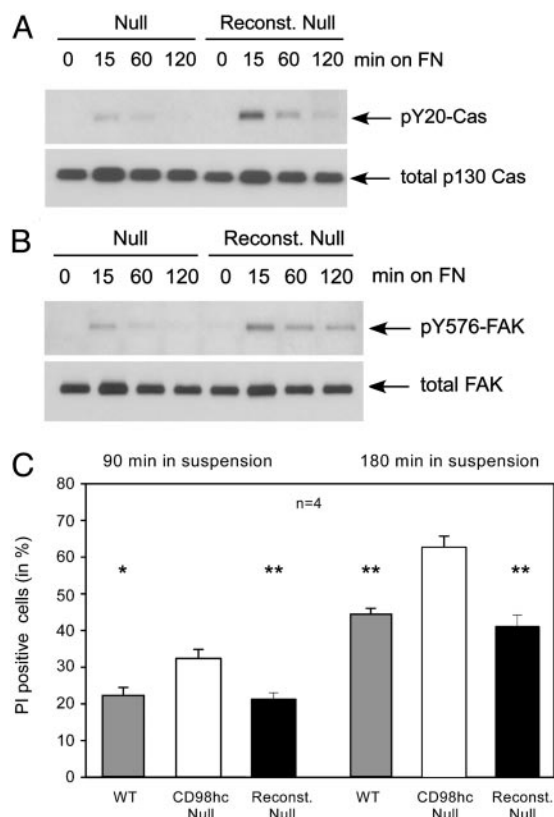 A
Null Reconst. Null
0 15 60 120 0 15 60 120 min on FN
pY20-Cas
total p130 Cas
B
Null Reconst. Null
0 15 60 120 0 15 60 120 min on FN
pY576-FAK
total FAK
C
90 min in suspension 180 min in suspension
n=4
PI positive cells (in %)
80
70
60
50
40
30
20
10
0
* ** ** **
WT CD98hc Null Reconst. Null WT CD98hc Null Reconst. Null